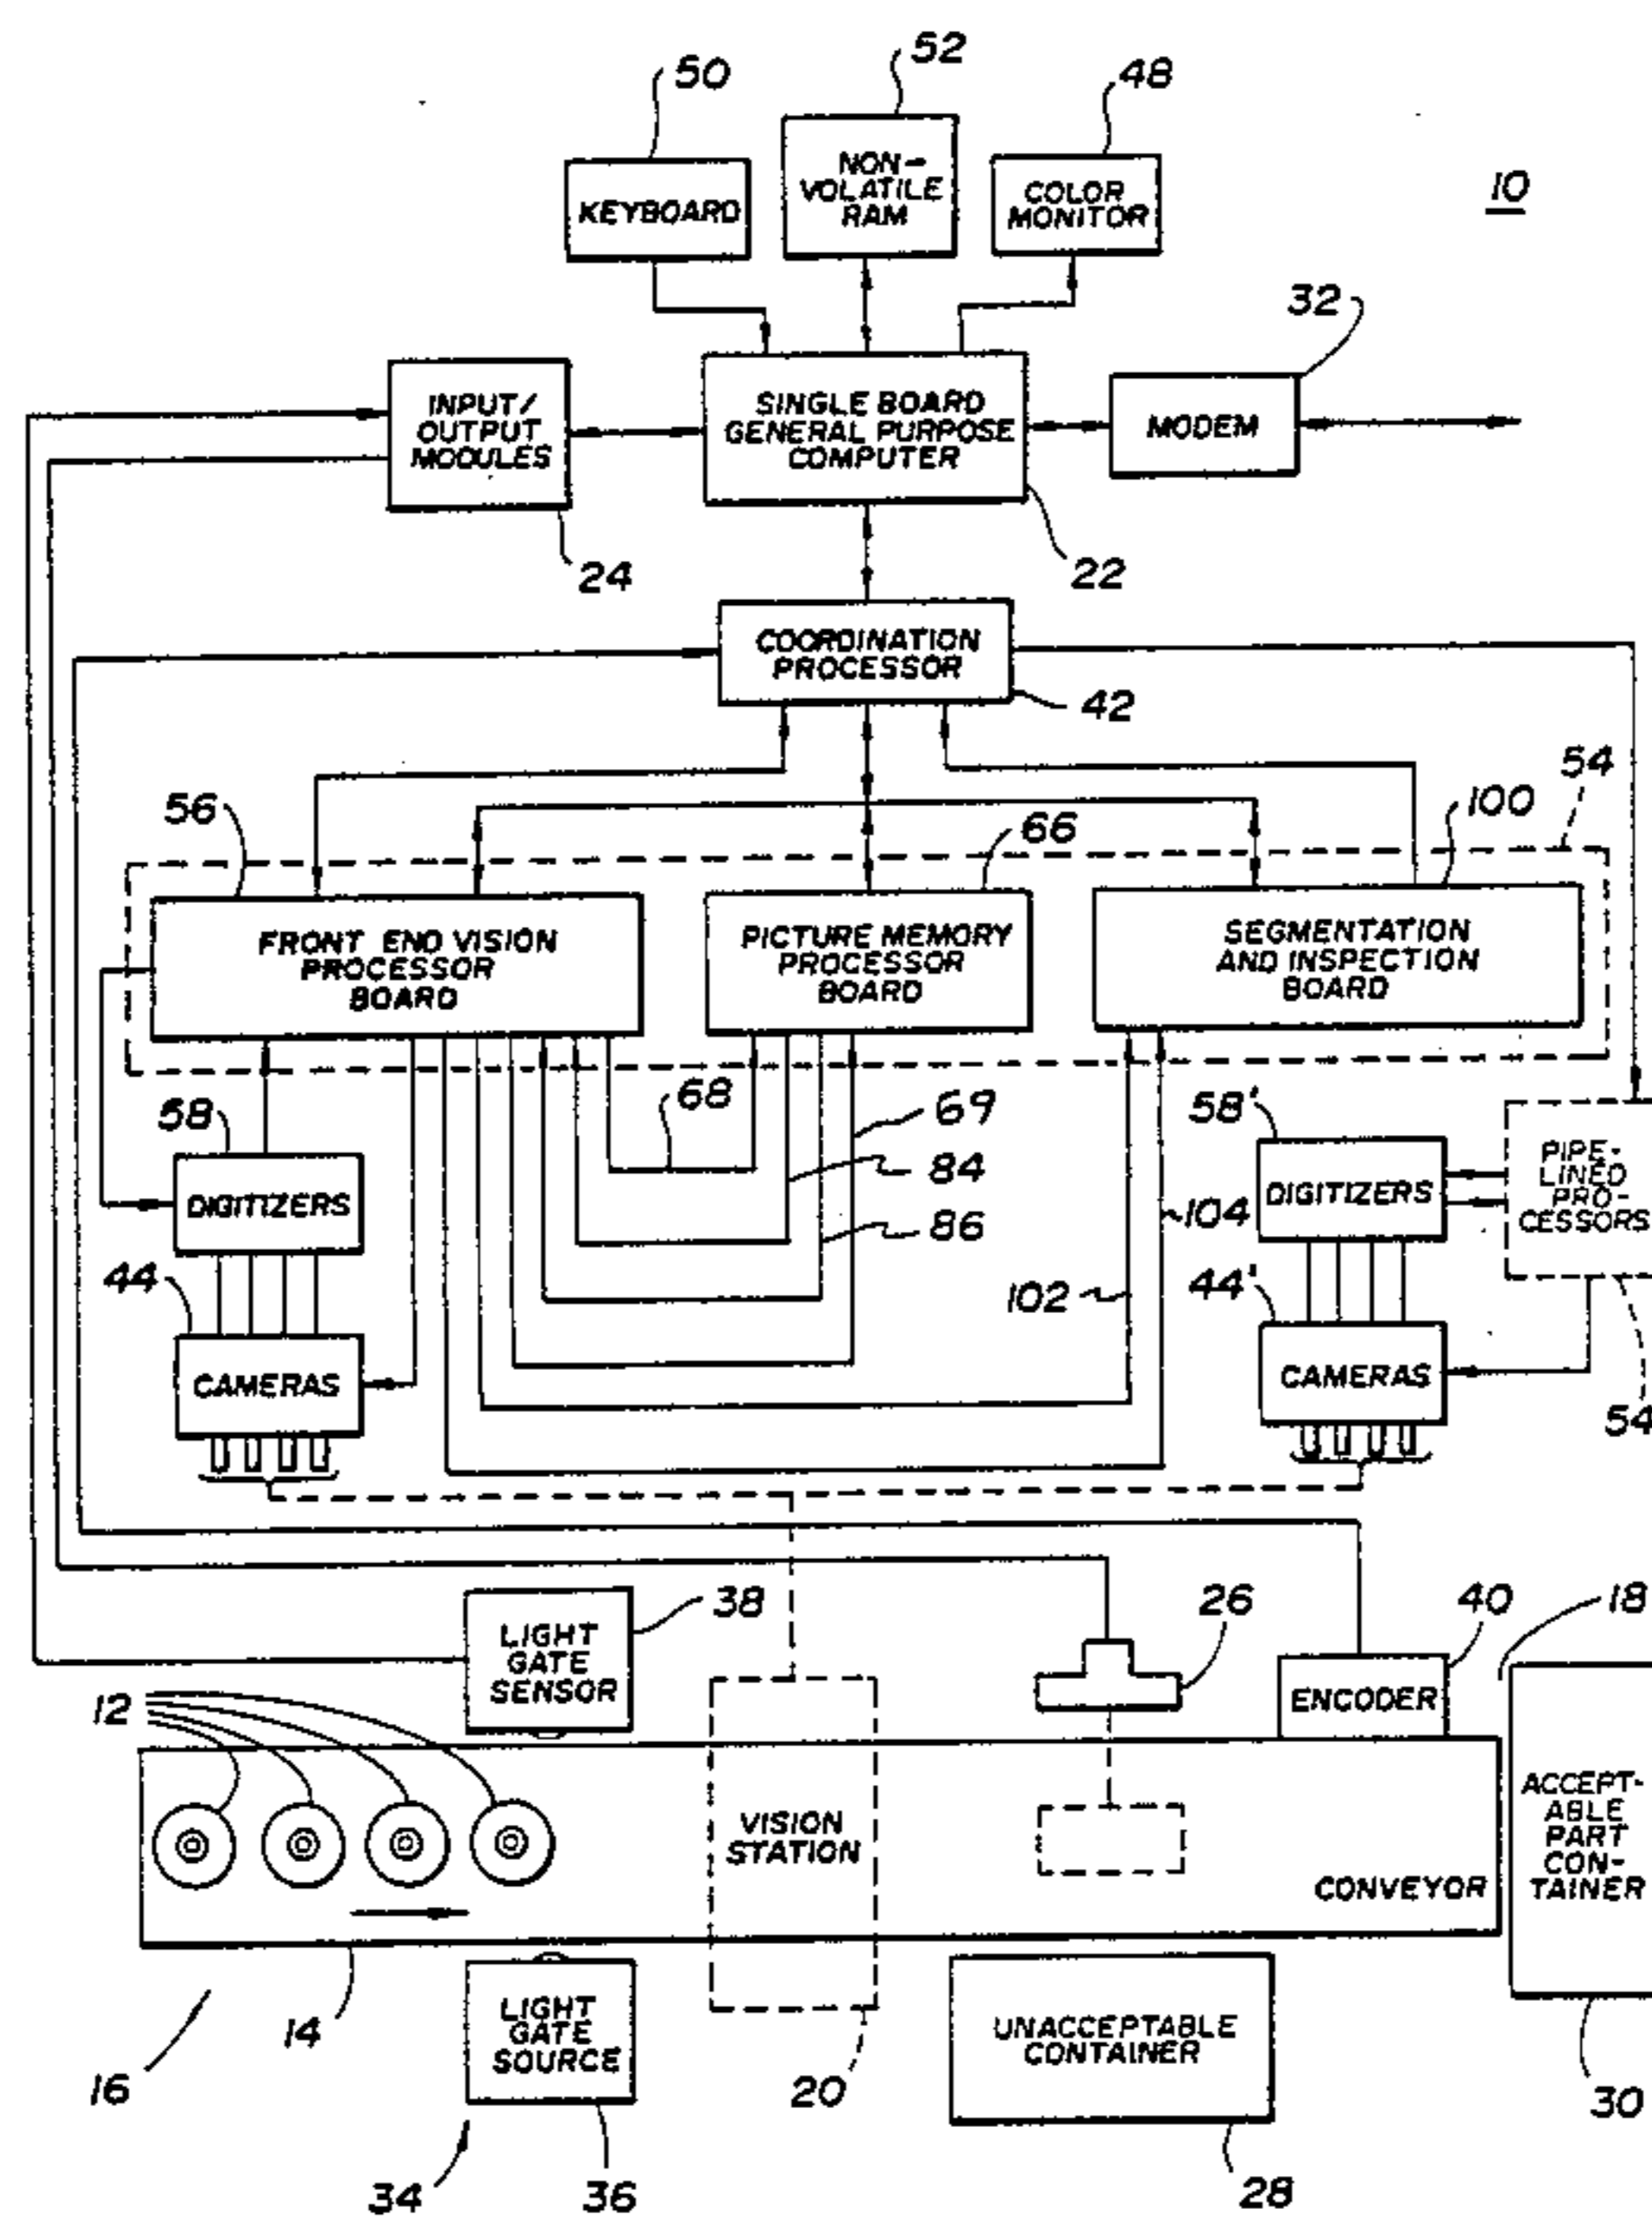 52
50
48
10
NON-
VOLATILE
RAM
KEYBOARD
COLOR
MONITOR
32
INPUT/
OUTPUT
MODULES
SINGLE BOARD
GENERAL PURPOSE
COMPUTER
MODEM
24
22
COORDINATION
PROCESSOR
42
54
56
100
66
FRONT END VISION
PROCESSOR
BOARD
PICTURE MEMORY
PROCESSOR
BOARD
SEGMENTATION
AND INSPECTION
BOARD
68
69
58
58'
PIPE-
LINED
PRO-
CESSORS
84
DIGITIZERS
DIGITIZERS
104
86
44
102
44'
CAMERAS
CAMERAS
54
38
26
40
18
LIGHT
GATE
SENSOR
12
ENCODER
ACCEPT-
ABLE
PART
CON-
TAINER
VISION
STATION
CONVEYOR
LIGHT
GATE
SOURCE
UNACCEPTABLE
CONTAINER
14
16
20
30
34
36
28